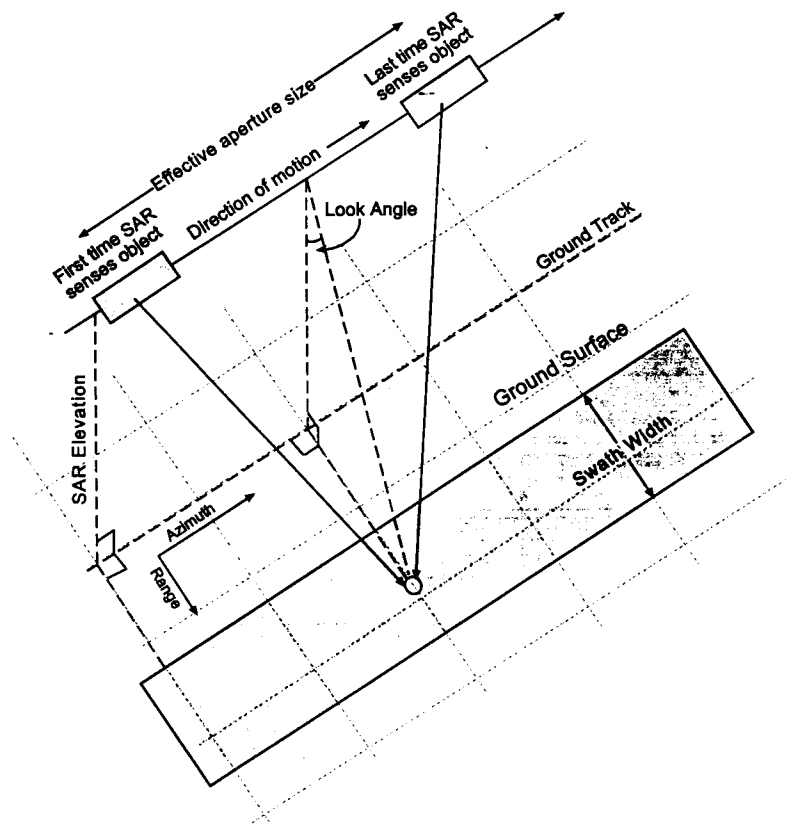 Last time SAR
senses object
Effective aperture size
Direction of motion
Look Angle
First time SAR
senses object
Ground Track
Ground Surface
SAR Elevation
Swath Width
Azimuth
Range